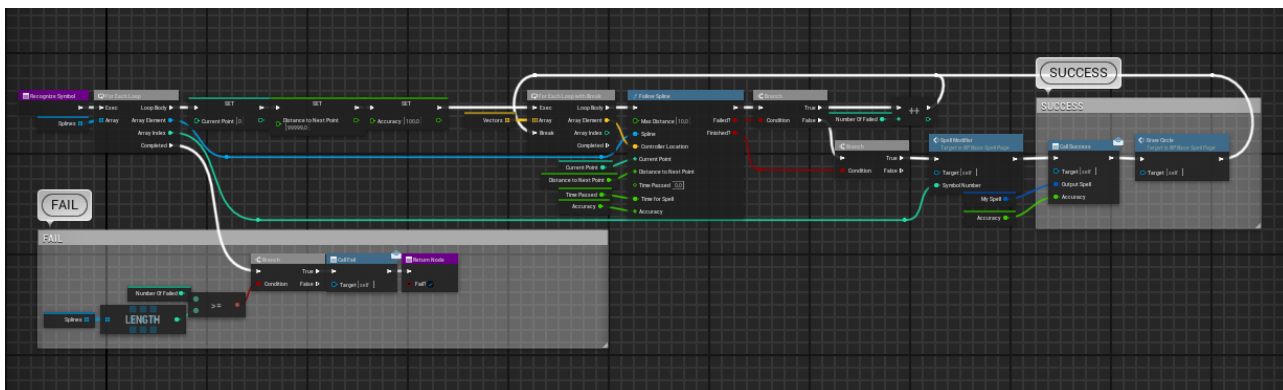 SUCCESS
Recognize Symbol
Splines
For Each Loop
Exec
Array
Loop Body
Array Element
Array Index
Completed
SET
Current Point 0
SET
Distance to Next Point
99999,0
SET
Accuracy 100,0
Vectors
For Each Loop with Break
Exec
Array
Break
Loop Body
Array Element
Array Index
Completed
Current Point
Distance to Next Point
Time Passed
Accuracy
Follow Spline
Max Distance 10,0
Spline
Controller Location
Current Point
Distance to Next Point
Time Passed 0,0
Time for Spell
Accuracy
Failed?
Finished?
Branch
Condition
True
False
Number Of Failed
++
Branch
Condition
True
False
Spell Modifier
Target is BP Base Spell Page
Target self
Symbol Number
SUCCESS
Call Success
Target self
Output Spell
Accuracy
My Spell
Accuracy
Draw Circle
Target is BP Base Spell Page
Target self
FAIL
FAIL
Branch
Condition
True
False
Call Fail
Target self
Return Node
Fail?
Number Of Failed
>=
Splines
LENGTH